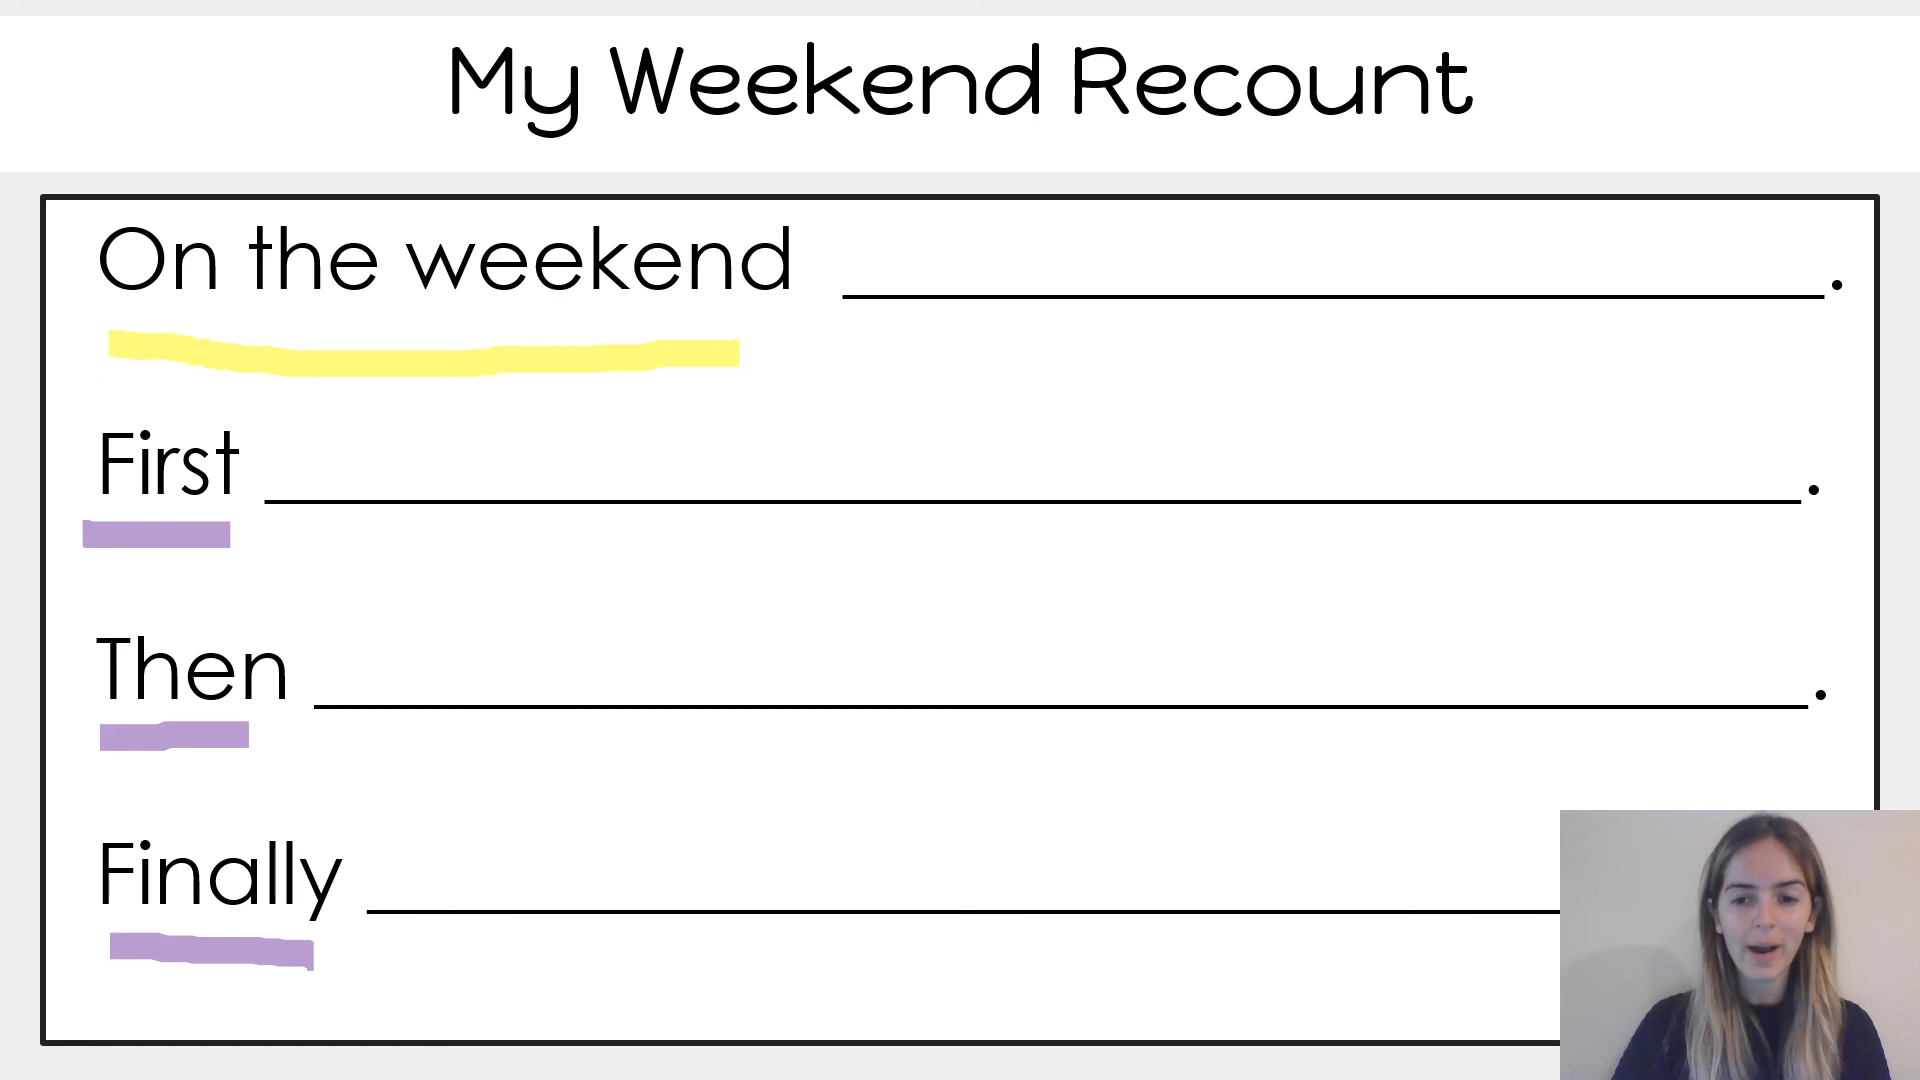 My Weekend Recount
On the weekend ____________________.
First ____________________.
Then ____________________.
Finally ____________________